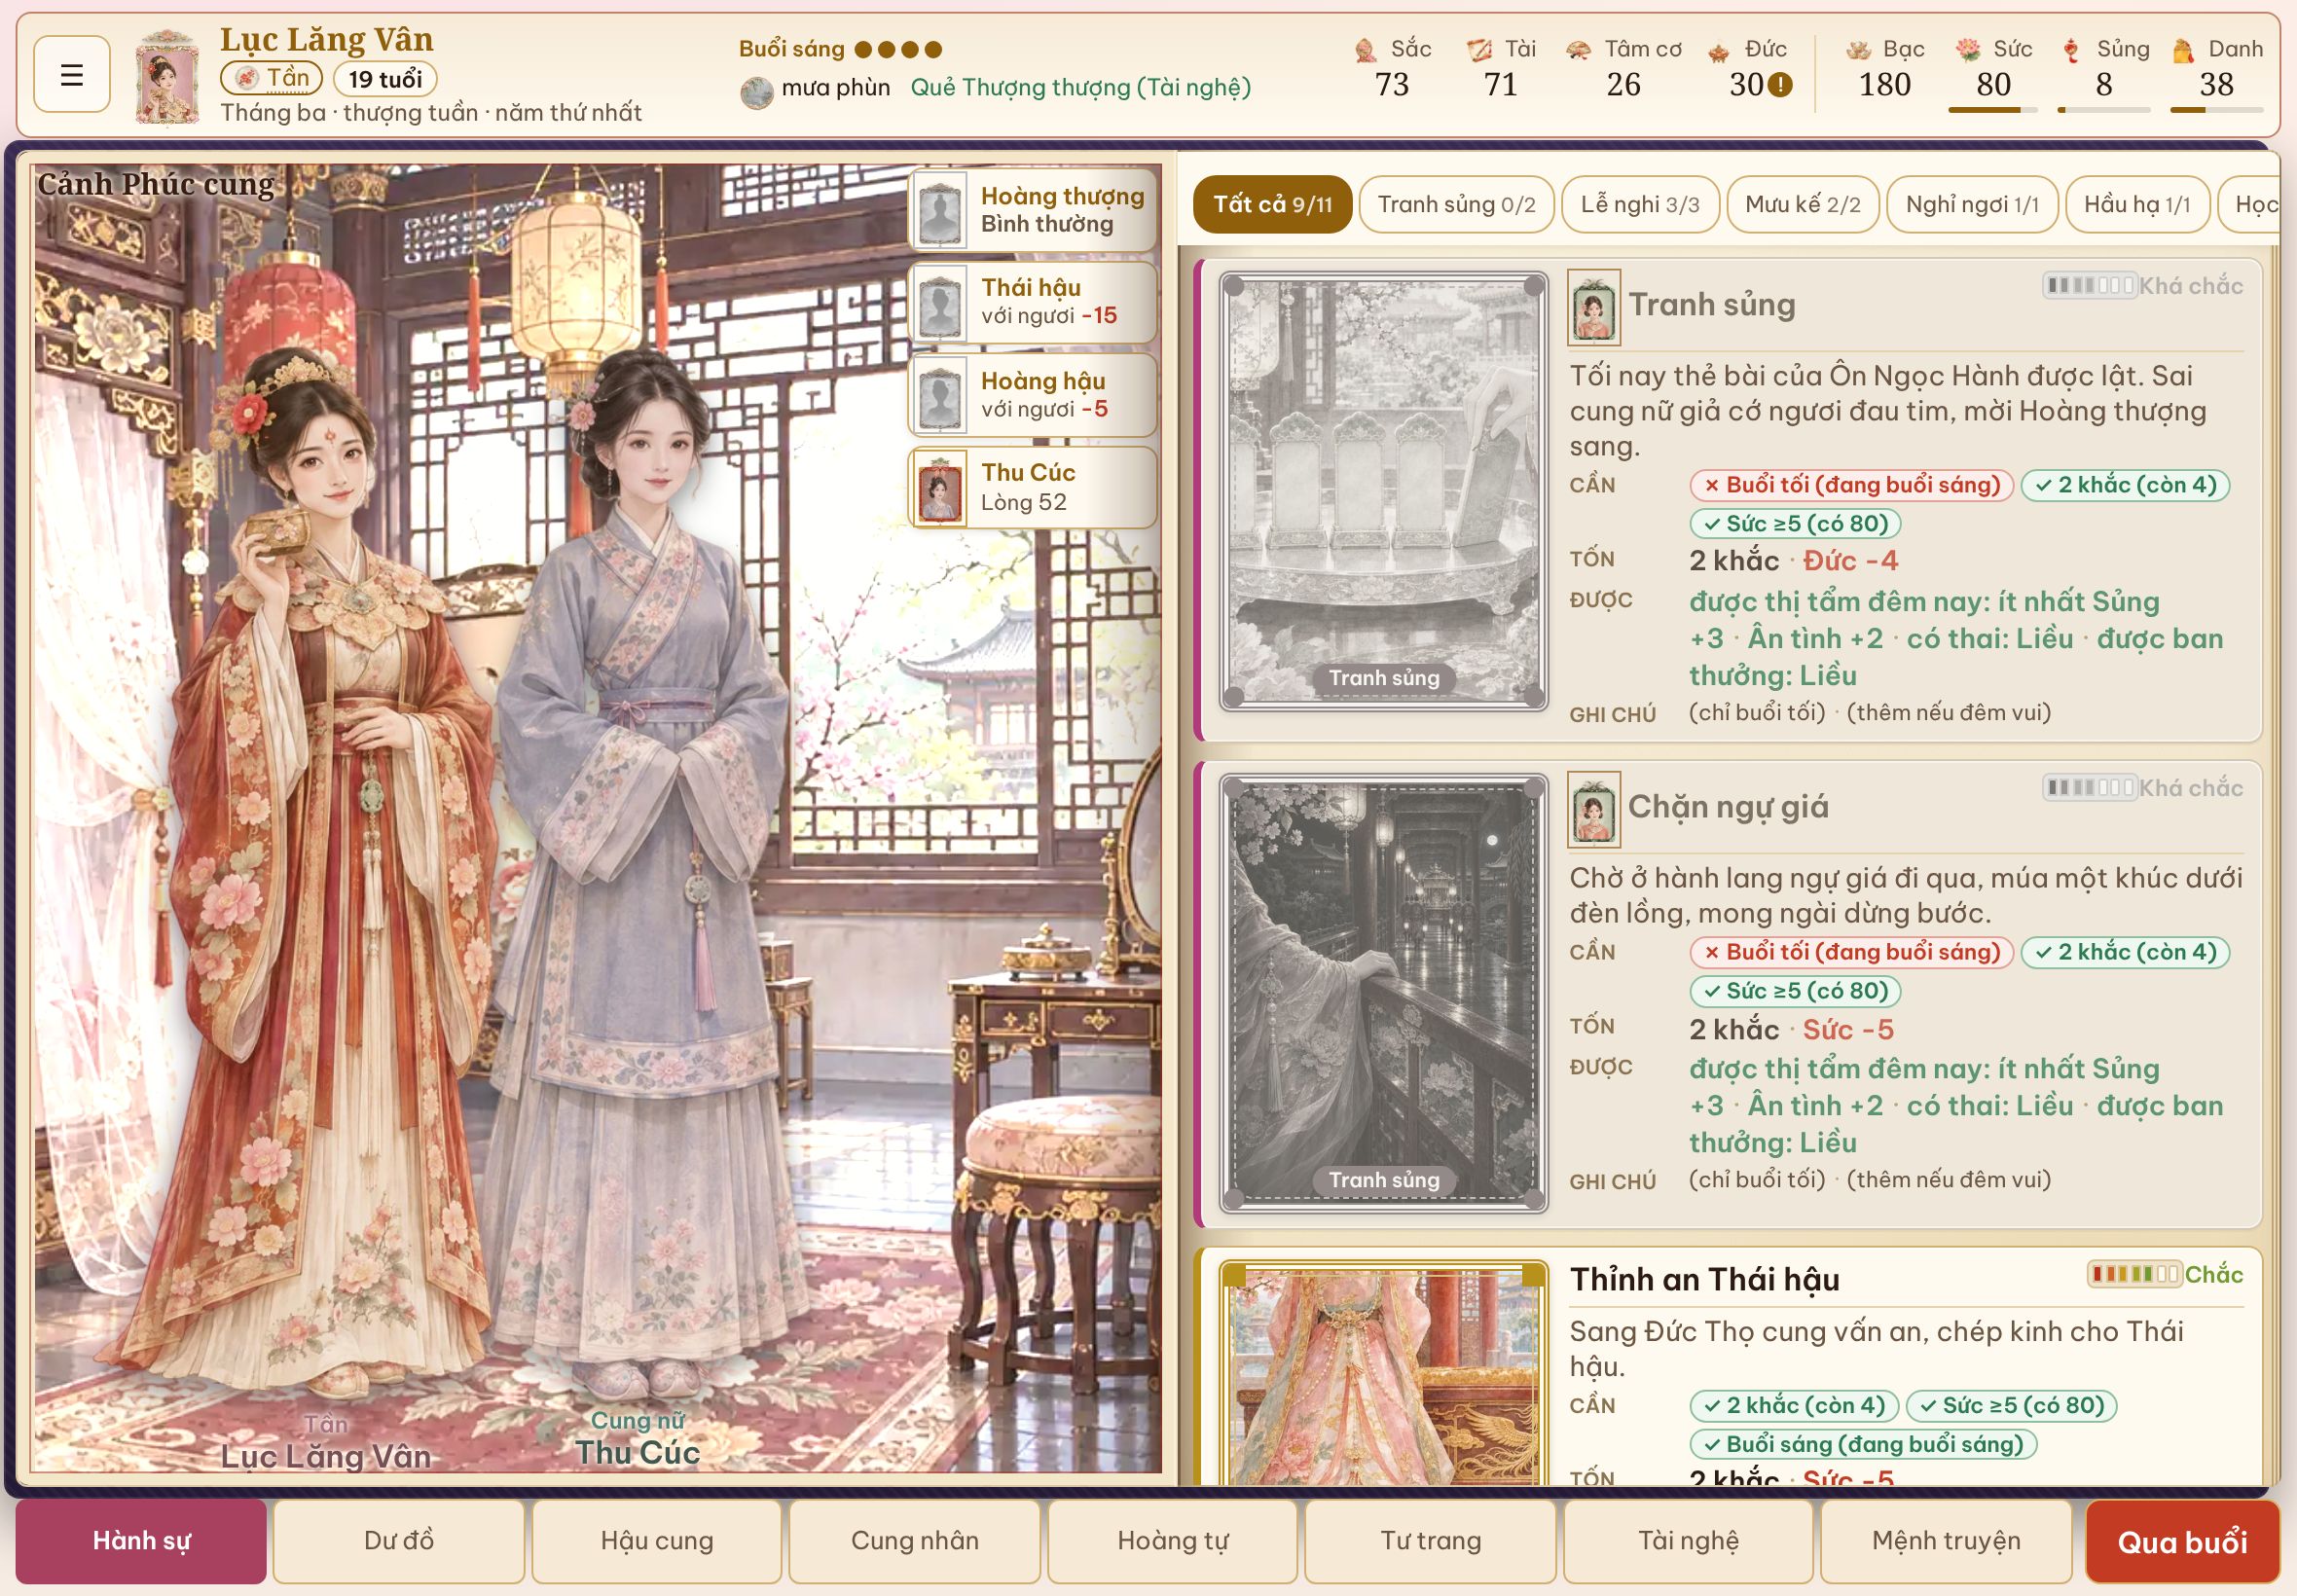 ☰
Lục Lăng Vân
Tần
19 tuổi
Tháng ba · thượng tuần · năm thứ nhất
Buổi sáng
mưa phùn Quẻ Thượng thượng (Tài nghệ)
Sắc
73
Tài
71
Tâm cơ
26
Đức
30 !
Bạc
180
Sức
80
Sủng
8
Danh
38
Cảnh Phúc cung
Hoàng thượng
Bình thường
Thái hậu
với ngươi -15
Hoàng hậu
với ngươi -5
Thu Cúc
Lòng 52
Tần
Lục Lăng Vân
Cung nữ
Thu Cúc
Tất cả 9/11
Tranh sủng 0/2
Lễ nghi 3/3
Mưu kế 2/2
Nghỉ ngơi 1/1
Hầu hạ 1/1
Học
Tranh sủng
Tranh sủng
Khá chắc
Tối nay thẻ bài của Ôn Ngọc Hành được lật. Sai
cung nữ giả cớ ngươi đau tim, mời Hoàng thượng
sang.
CẦN
× Buổi tối (đang buổi sáng) ✓ 2 khắc (còn 4)
✓ Sức ≥5 (có 80)
TỐN
2 khắc · Đức -4
ĐƯỢC
được thị tẩm đêm nay: ít nhất Sủng
+3 · Ân tình +2 · có thai: Liều · được ban
thưởng: Liều
GHI CHÚ
(chỉ buổi tối) · (thêm nếu đêm vui)
Tranh sủng
Chặn ngự giá
Khá chắc
Chờ ở hành lang ngự giá đi qua, múa một khúc dưới
đèn lồng, mong ngài dừng bước.
CẦN
× Buổi tối (đang buổi sáng) ✓ 2 khắc (còn 4)
✓ Sức ≥5 (có 80)
TỐN
2 khắc · Sức -5
ĐƯỢC
được thị tẩm đêm nay: ít nhất Sủng
+3 · Ân tình +2 · có thai: Liều · được ban
thưởng: Liều
GHI CHÚ
(chỉ buổi tối) · (thêm nếu đêm vui)
Thỉnh an Thái hậu
Chắc
Sang Đức Thọ cung vấn an, chép kinh cho Thái
hậu.
CẦN
✓ 2 khắc (còn 4) ✓ Sức ≥5 (có 80)
✓ Buổi sáng (đang buổi sáng)
TỐN
2 khắc · Sức -5
Hành sự
Dư đồ
Hậu cung
Cung nhân
Hoàng tự
Tư trang
Tài nghệ
Mệnh truyện
Qua buổi